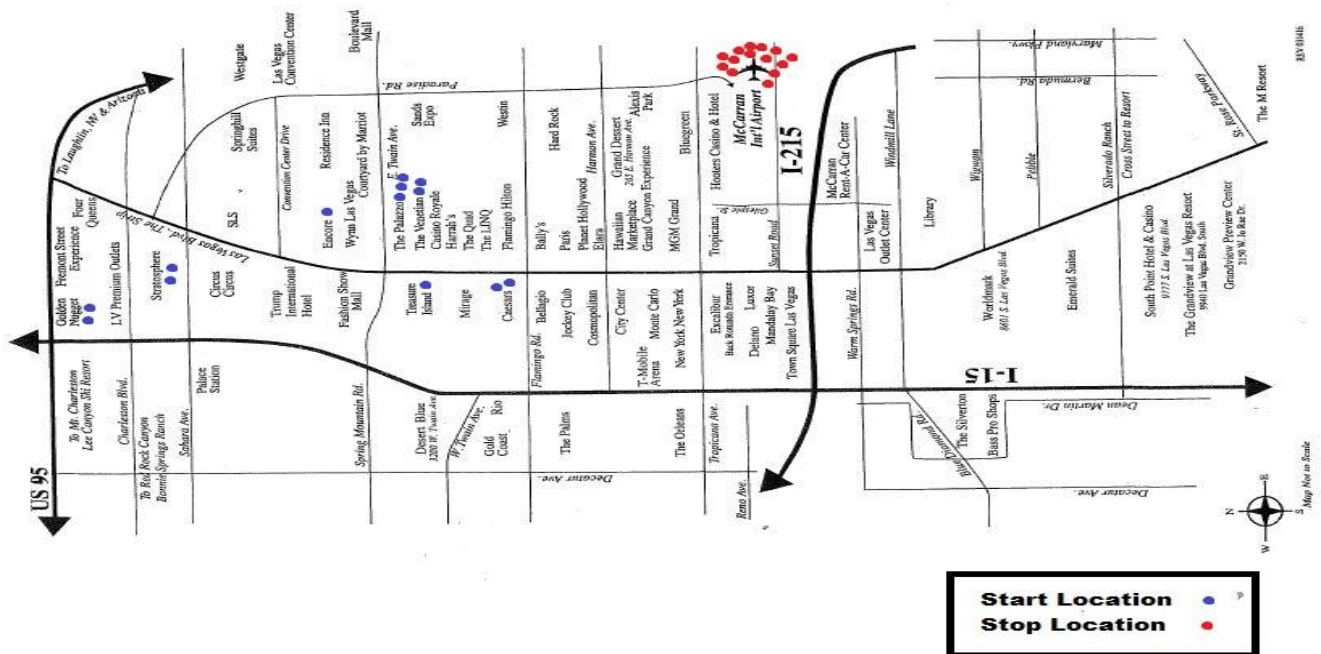 To Laughlin, NV & Arizona
US 95
Fremont Street
Experience
Four
Queens
Golden
Nugget
To Mt. Charleston
Lee Canyon Ski Resort
LV Premium Outlets
Charleston Blvd.
Las Vegas Blvd. The Strip
Stratosphere
To Red Rock Canyon
Bonnie Springs Ranch
Sahara Ave.
Westgate
Springhill
Suites
SLS
Circus
Circus
Palace
Station
Las Vegas
Convention Center
Convention Center Drive
Trump
International
Hotel
Residence Inn
Encore
Boulevard
Mall
Courtyard by Marriot
Wynn Las Vegas
Fashion Show
Mall
Spring Mountain Rd.
E. Twain Ave.
Paradise Rd.
The Palazzo
Sands
Expo
The Venetian
Casino Royale
Harrah's
Treasure
Island
Desert Blue
3200 W. Twain Ave.
The Quad
The LINQ
Mirage
W. Twain Ave.
Westin
Flamingo Hilton
Caesars
Rio
Gold
Coast
Flamingo Rd.
Decatur Ave.
Hard Rock
Bally's
Bellagio
Paris
Jockey Club
The Palms
Harmon Ave.
Planet Hollywood
Elara
Cosmopolitan
Grand Dessert
265 E. Harmon Ave.
Alexis
Park
Hawaiian
Marketplace
Grand Canyon Experience
City Center
T-Mobile
Arena
Monte Carlo
Bluegreen
MGM Grand
New York New York
The Orleans
Tropicana Ave.
Hooters Casino & Hotel
Tropicana
Excalibur
Back
Entrance
McCarran
Int'l Airport
Luxor
Delano
Mandalay Bay
Reno Ave.
Gillespie
Sunset Road
Town Square Las Vegas
I-215
McCarran
Rent-A-Car Center
Warm Springs Rd.
Las Vegas
Outlet Center
Windmill Lane
Library
Maryland Pkwy.
Bermuda Rd.
Wigwam
Worldmark
8601 S. Las Vegas Blvd
I-15
Blue Diamond Rd.
The Silverton
Bass Pro Shops
Decatur Ave.
Dean Martin Dr.
Pebble
Emerald Suites
Silverado Ranch
Cross Street to Resort
South Point Hotel & Casino
9777 S. Las Vegas Blvd
The Grandview at Las Vegas Resort
9940 Las Vegas Blvd. South
Grandview Preview Center
2150 W. Jo Rae Dr.
St. Rose Parkway
The M Resort
N
E
S
W
Map Not to Scale
Start Location
Stop Location